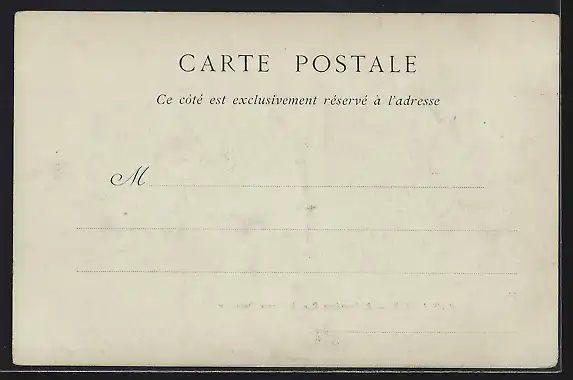 CARTE POSTALE
Ce côté est exclusivement réservé à l'adresse
M